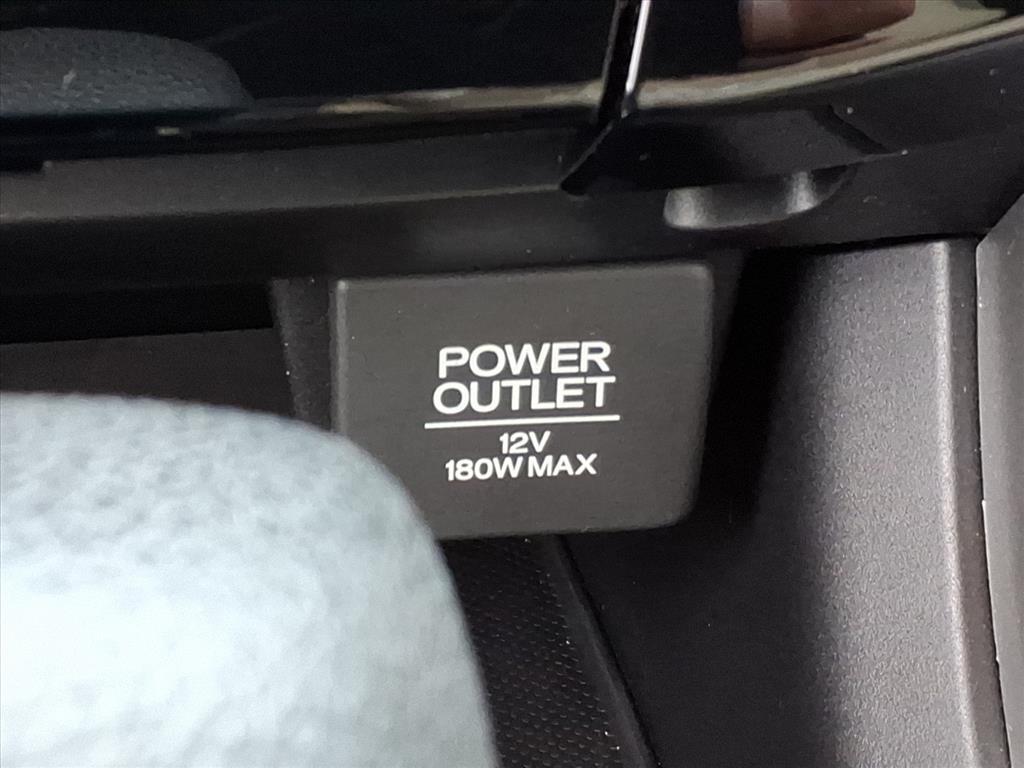 POWER
OUTLET
12V
180W MAX